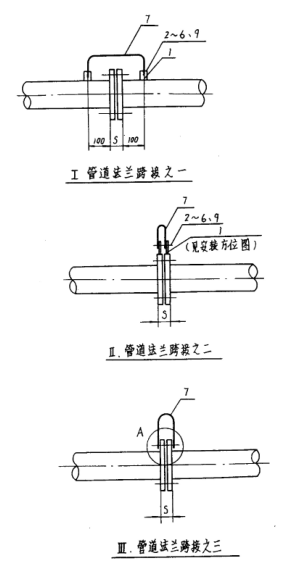 7
2~6、9
1
100 S 100
I 管道法兰跨接之一
7
2~6、9
1
(见安装方位图)
S
II.管道法兰跨接之二
7
A
S
III.管道法兰跨接之三